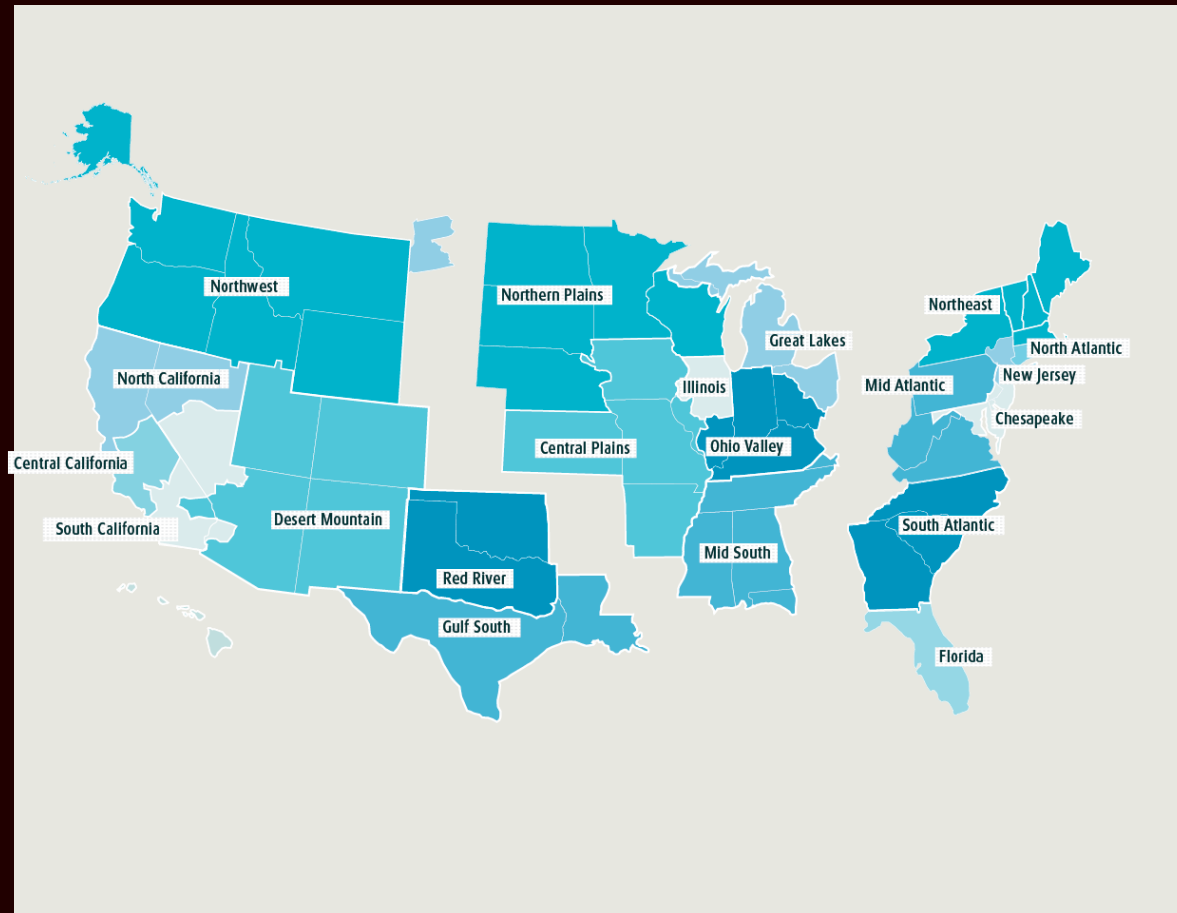 Northwest
Northern Plains
Northeast
Great Lakes
North Atlantic
North California
Illinois
Mid Atlantic
New Jersey
Chesapeake
Central California
Central Plains
Ohio Valley
South California
Desert Mountain
South Atlantic
Mid South
Red River
Gulf South
Florida